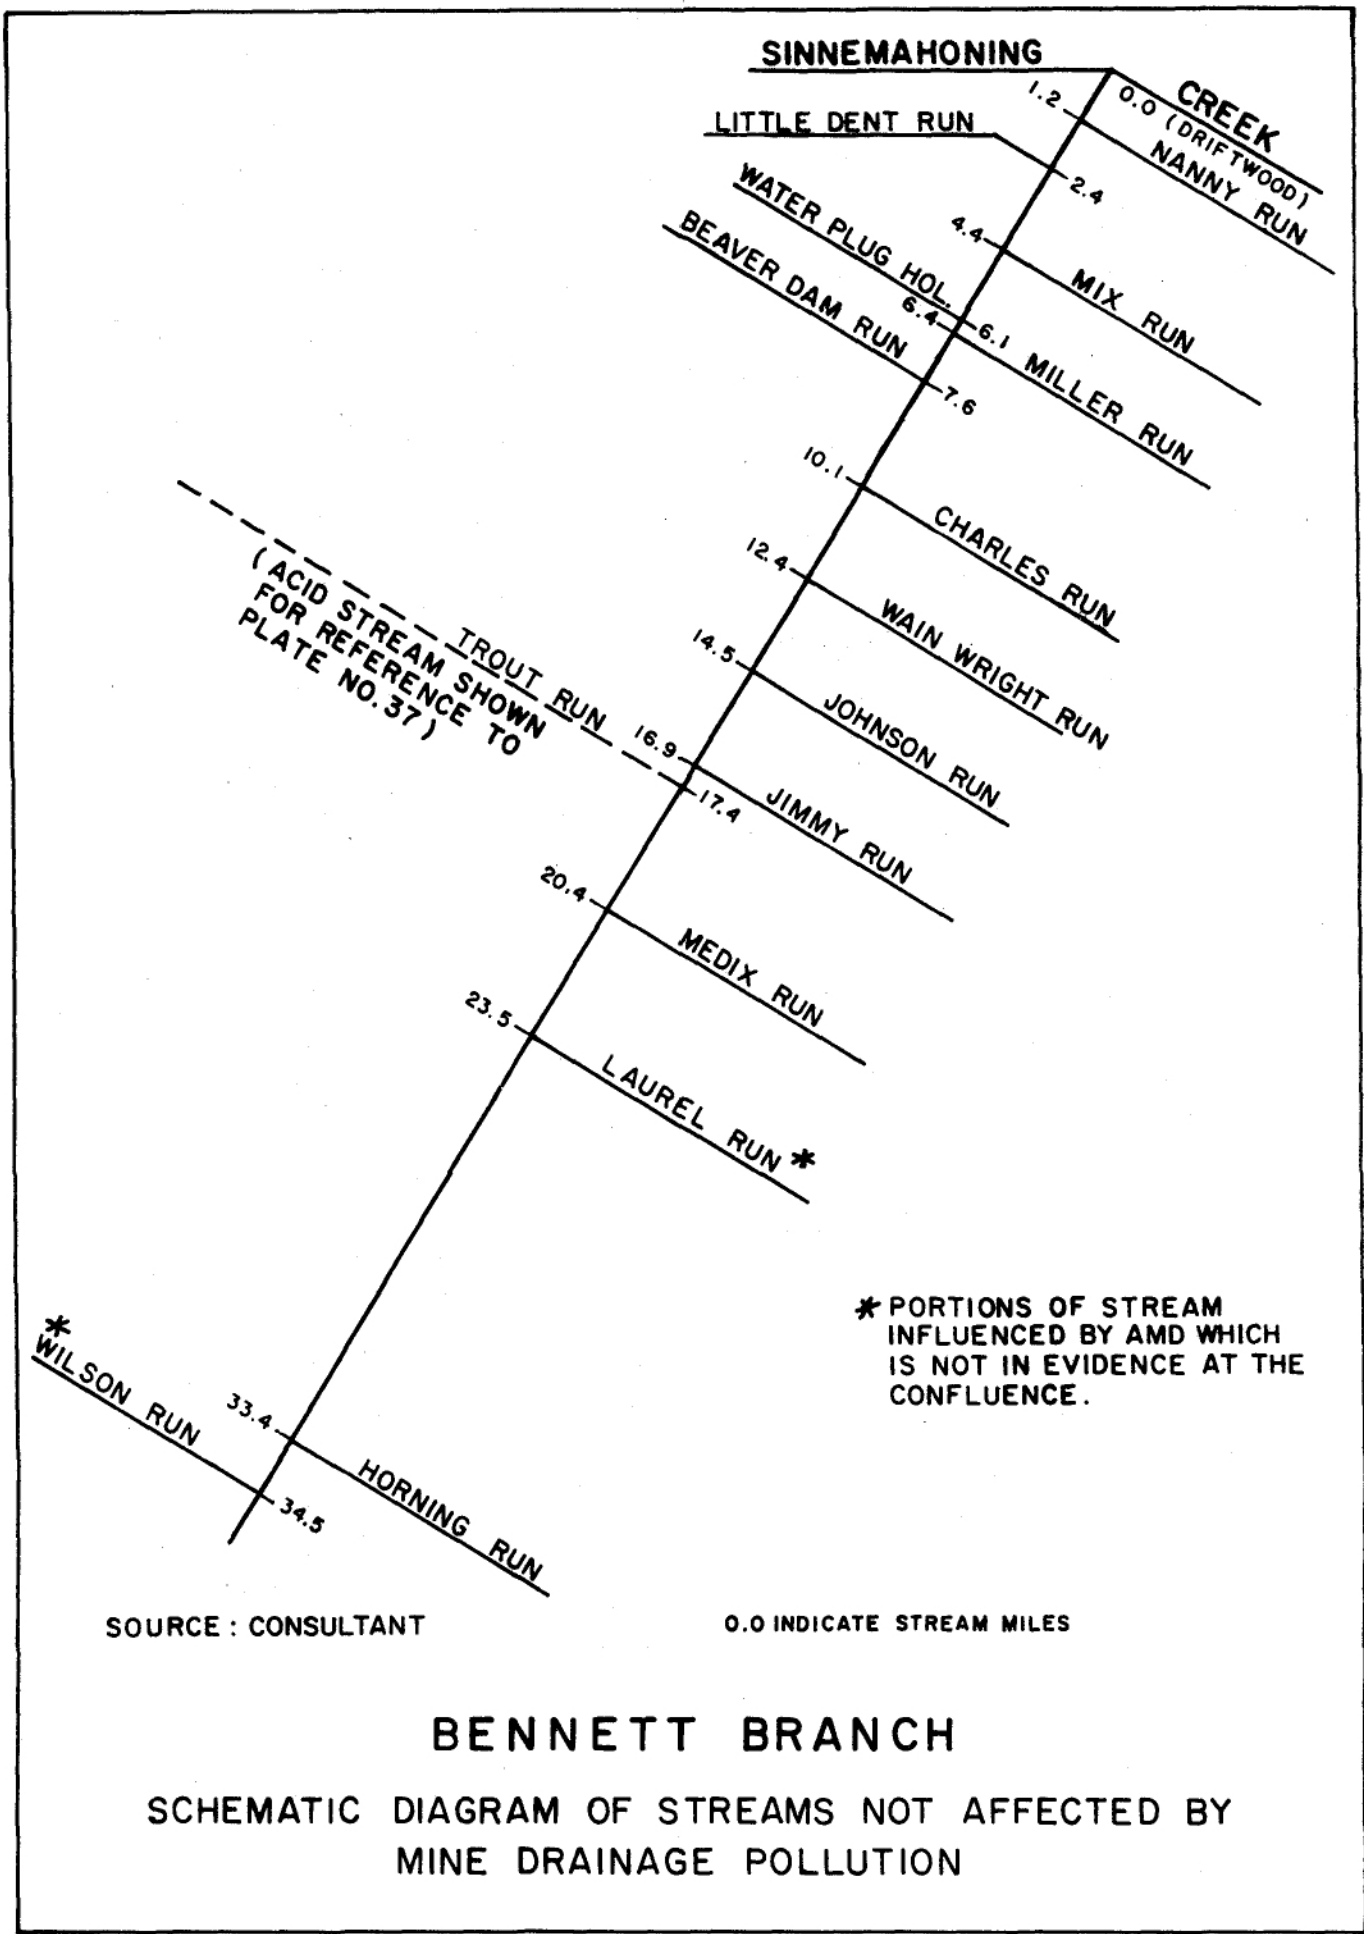 SINNEMAHONING
CREEK
0.0 (DRIFTWOOD)
1.2
NANNY RUN
LITTLE DENT RUN
2.4
4.4
MIX RUN
WATER PLUG HOL.
6.1
6.4
MILLER RUN
BEAVER DAM RUN
7.6
10.1
CHARLES RUN
12.4
WAIN WRIGHT RUN
14.5
JOHNSON RUN
16.9
JIMMY RUN
TROUT RUN
17.4
(ACID STREAM SHOWN
FOR REFERENCE TO
PLATE NO. 37)
20.4
MEDIX RUN
23.5
LAUREL RUN *
* PORTIONS OF STREAM
INFLUENCED BY AMD WHICH
IS NOT IN EVIDENCE AT THE
CONFLUENCE.
33.4
HORNING RUN
*
WILSON RUN
34.5
SOURCE : CONSULTANT
0.0 INDICATE STREAM MILES
BENNETT BRANCH
SCHEMATIC DIAGRAM OF STREAMS NOT AFFECTED BY
MINE DRAINAGE POLLUTION